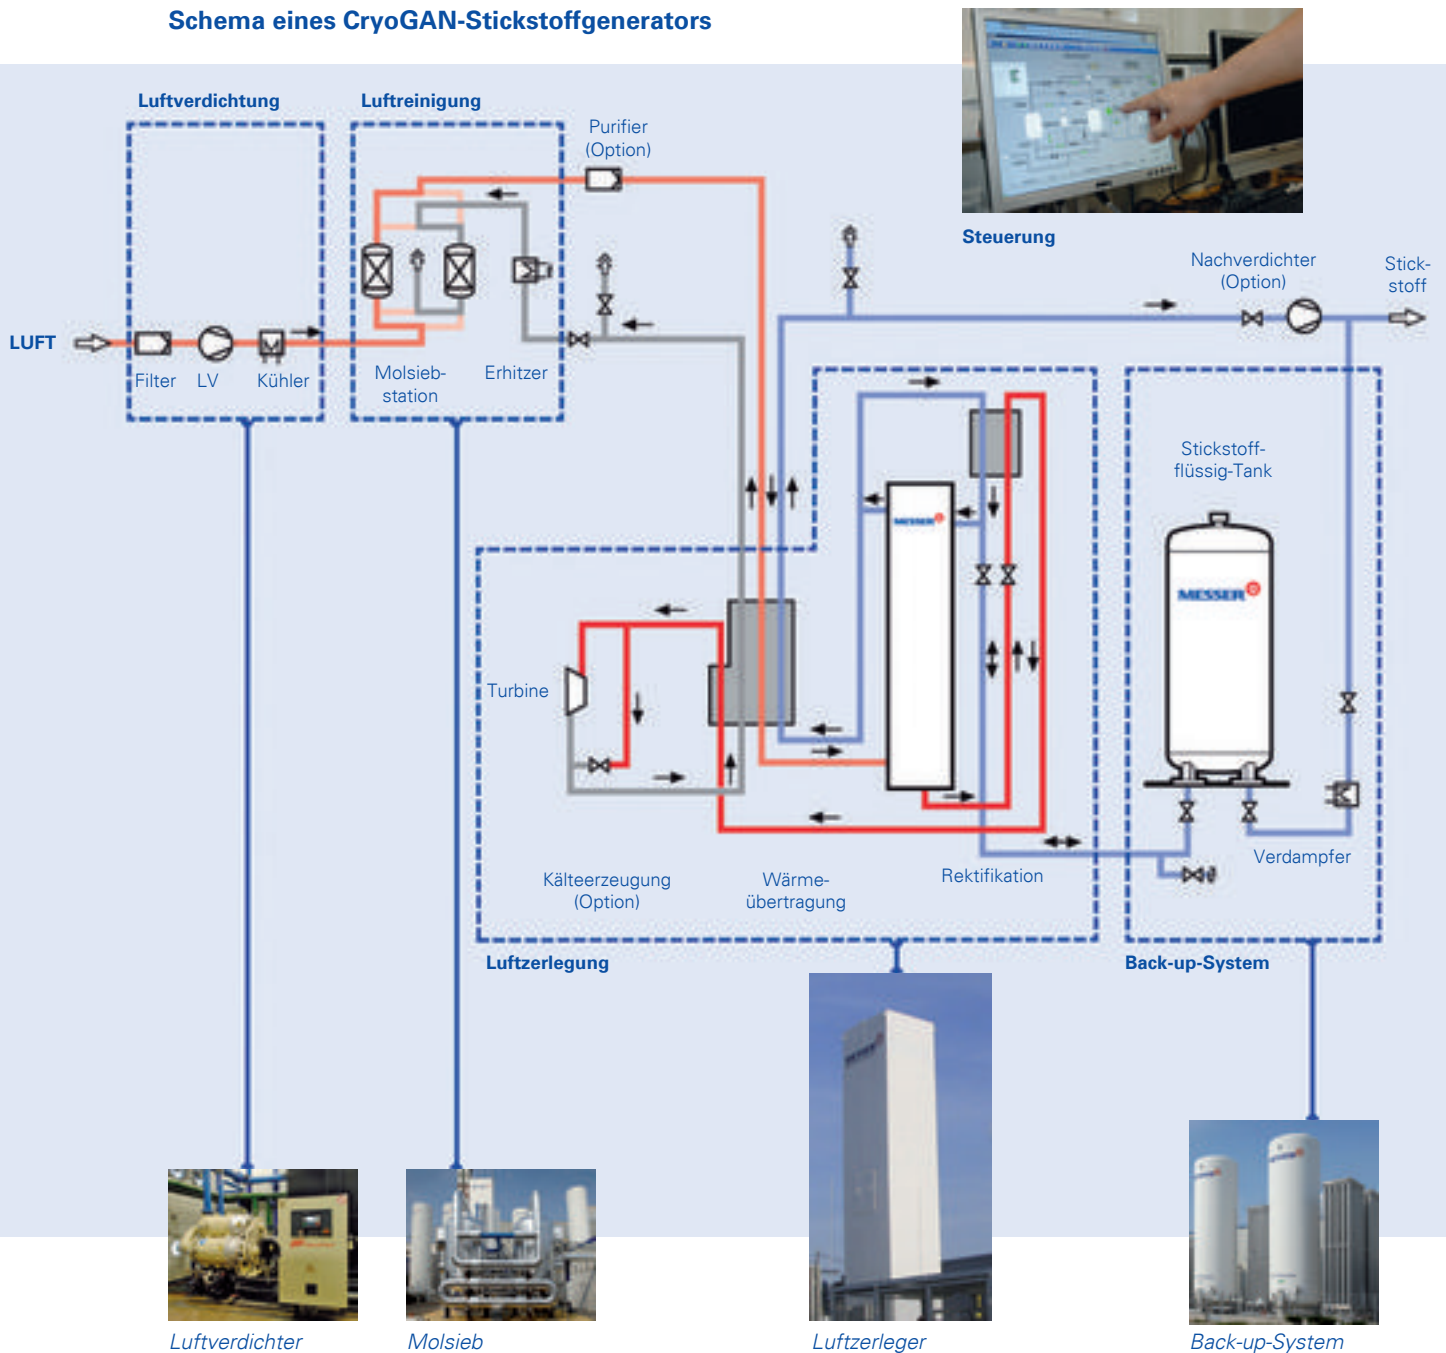 Schema eines CryoGAN-Stickstoffgenerators
Luftverdichtung
Luftreinigung
Purifier
(Option)
Steuerung
Nachverdichter
(Option)
Stick-
stoff
LUFT
Filter
LV
Kühler
Molsieb-
station
Erhitzer
Stickstoff-
flüssig-Tank
MESSER
MESSER
Turbine
Verdampfer
Kälteerzeugung
(Option)
Wärme-
übertragung
Rektifikation
Luftzerlegung
Back-up-System
Luftverdichter
Molsieb
Luftzerleger
Back-up-System